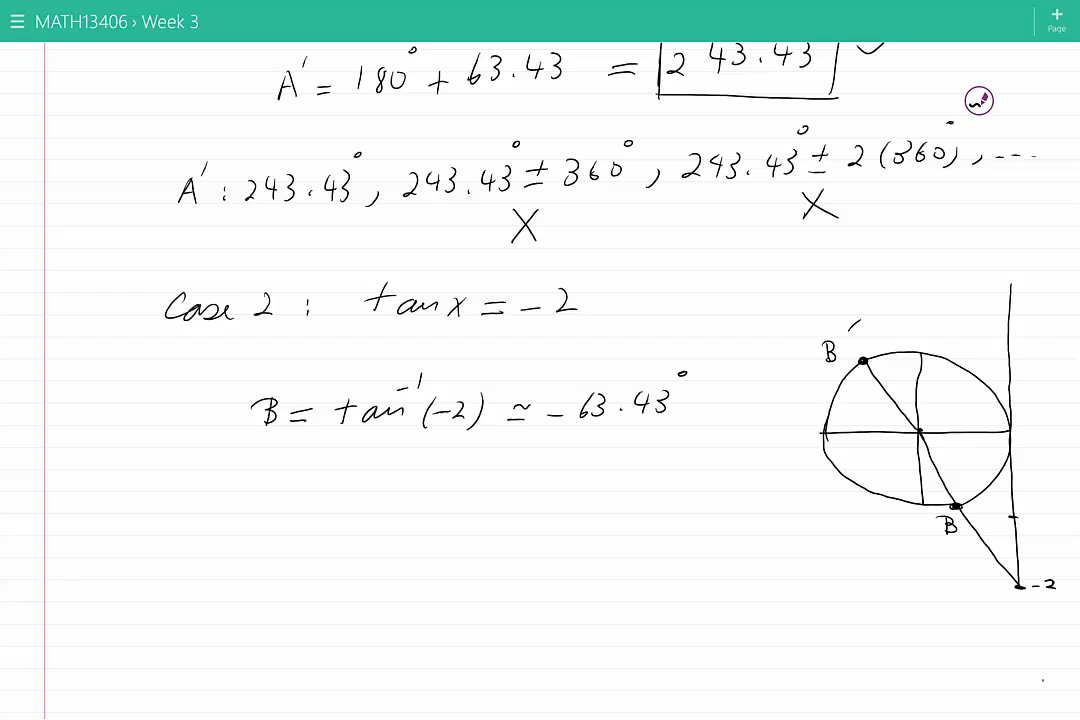 MATH13406 › Week 3
Page
A' = 180° + 63.43 = 243.43
A' : 243.43°, 243.43° ± 360°, 243.43° ± 2(360°), ....
X X
Case 2 : tan x = -2
B'
B = tan⁻¹(-2) ≃ -63.43°
B
-2